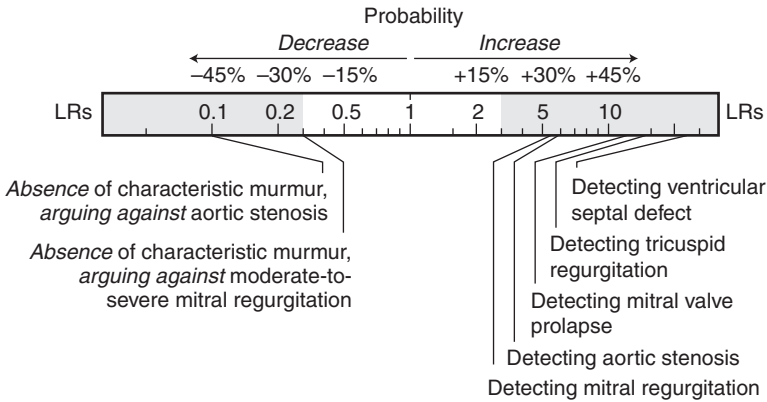 Probability
Decrease Increase
–45% –30% –15% +15% +30% +45%
LRs 0.1 0.2 0.5 1 2 5 10 LRs
Absence of characteristic murmur,
arguing against aortic stenosis
Absence of characteristic murmur,
arguing against moderate-to-
severe mitral regurgitation
Detecting ventricular
septal defect
Detecting tricuspid
regurgitation
Detecting mitral valve
prolapse
Detecting aortic stenosis
Detecting mitral regurgitation